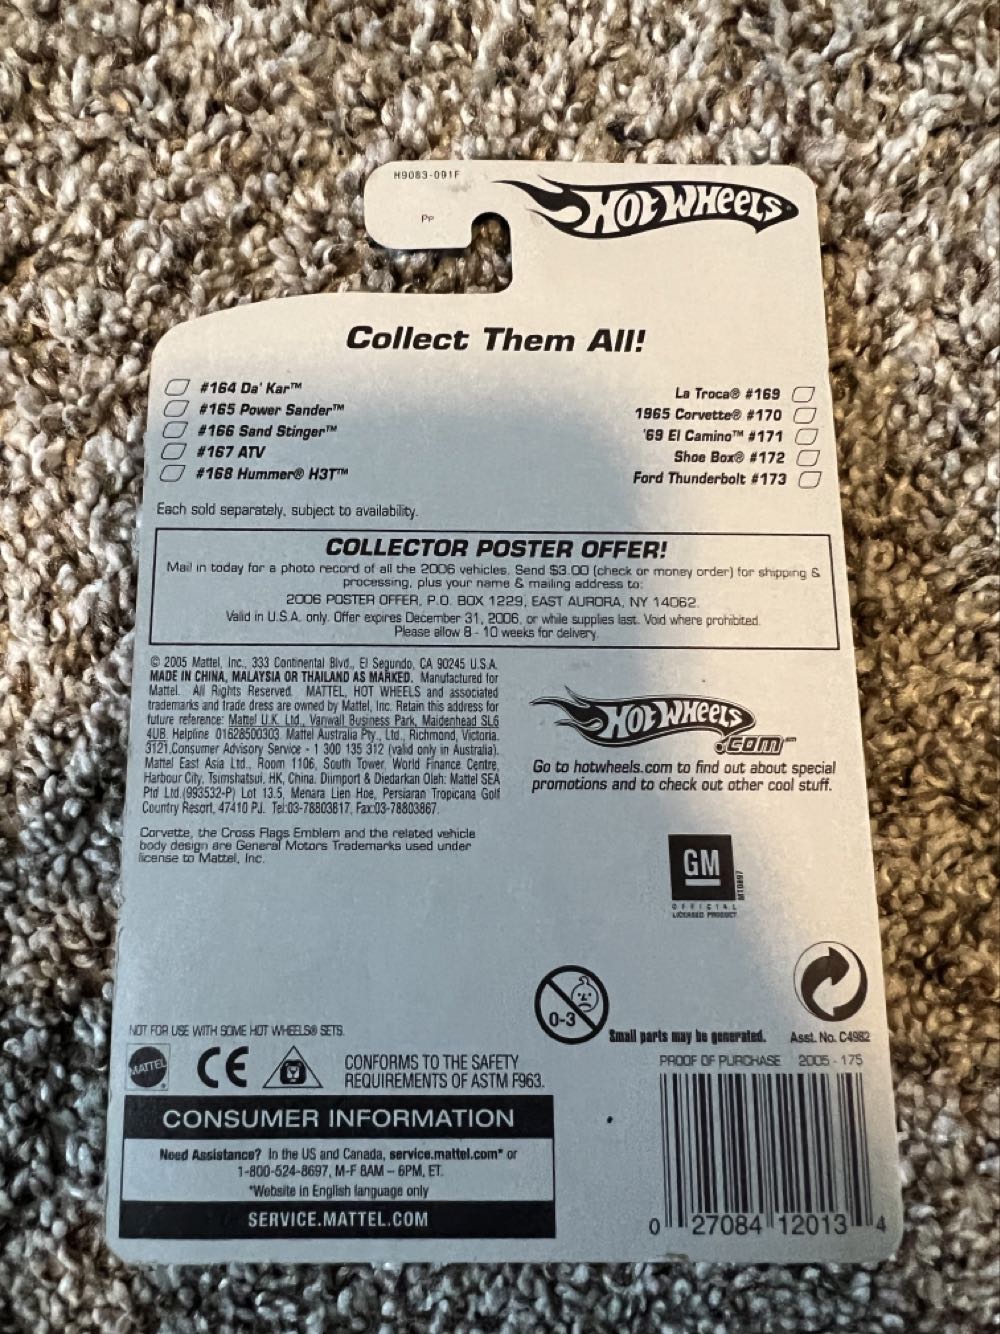 H9083-091F
Pp
HOT WHEELS
Collect Them All!
#164 Da' Kar™
#165 Power Sander™
#166 Sand Stinger™
#167 ATV
#168 Hummer® H3T™
La Troca® #169
1965 Corvette® #170
'69 El Camino™ #171
Shoe Box® #172
Ford Thunderbolt #173
Each sold separately, subject to availability.
COLLECTOR POSTER OFFER!
Mail in today for a photo record of all the 2006 vehicles. Send $3.00 (check or money order) for shipping &
processing, plus your name & mailing address to:
2006 POSTER OFFER, P.O. BOX 1229, EAST AURORA, NY 14052.
Valid in U.S.A. only. Offer expires December 31, 2006, or while supplies last. Void where prohibited.
Please allow 8 - 10 weeks for delivery.
© 2005 Mattel, Inc., 333 Continental Blvd., El Segundo, CA 90245 U.S.A.
MADE IN CHINA, MALAYSIA OR THAILAND AS MARKED. Manufactured for
Mattel. All Rights Reserved. MATTEL, HOT WHEELS and associated
trademarks and trade dress are owned by Mattel, Inc. Retain this address for
future reference: Mattel U.K. Ltd., Vanwall Business Park, Maidenhead SL6
4UB. Helpline 01628500303. Mattel Australia Pty., Ltd., Richmond, Victoria.
3121.Consumer Advisory Service - 1 300 135 312 (valid only in Australia).
Mattel East Asia Ltd., Room 1106, South Tower, World Finance Centre,
Harbour City, Tsimshatsui, HK, China. Diimport & Diedarkan Oleh: Mattel SEA
Ptd Ltd.(993532-P) Lot 13.5, Menara Lien Hoe, Persiaran Tropicana Golf
Country Resort, 47410 PJ. Tel:03-78803817, Fax:03-78803867.
Corvette, the Cross Flags Emblem and the related vehicle
body design are General Motors Trademarks used under
license to Mattel, Inc.
HOT WHEELS
.com™
Go to hotwheels.com to find out about special
promotions and to check out other cool stuff.
GM
OFFICIAL
LICENSED PRODUCT
0-3
Small parts may be generated.
Asst. No. C4982
NOT FOR USE WITH SOME HOT WHEELS® SETS.
MATTEL
CE
CONFORMS TO THE SAFETY
REQUIREMENTS OF ASTM F963.
PROOF OF PURCHASE 2005 - 175
CONSUMER INFORMATION
Need Assistance? In the US and Canada, service.mattel.com* or
1-800-524-8697, M-F 8AM – 6PM, ET.
*Website in English language only
SERVICE.MATTEL.COM
0 27084 12013 4